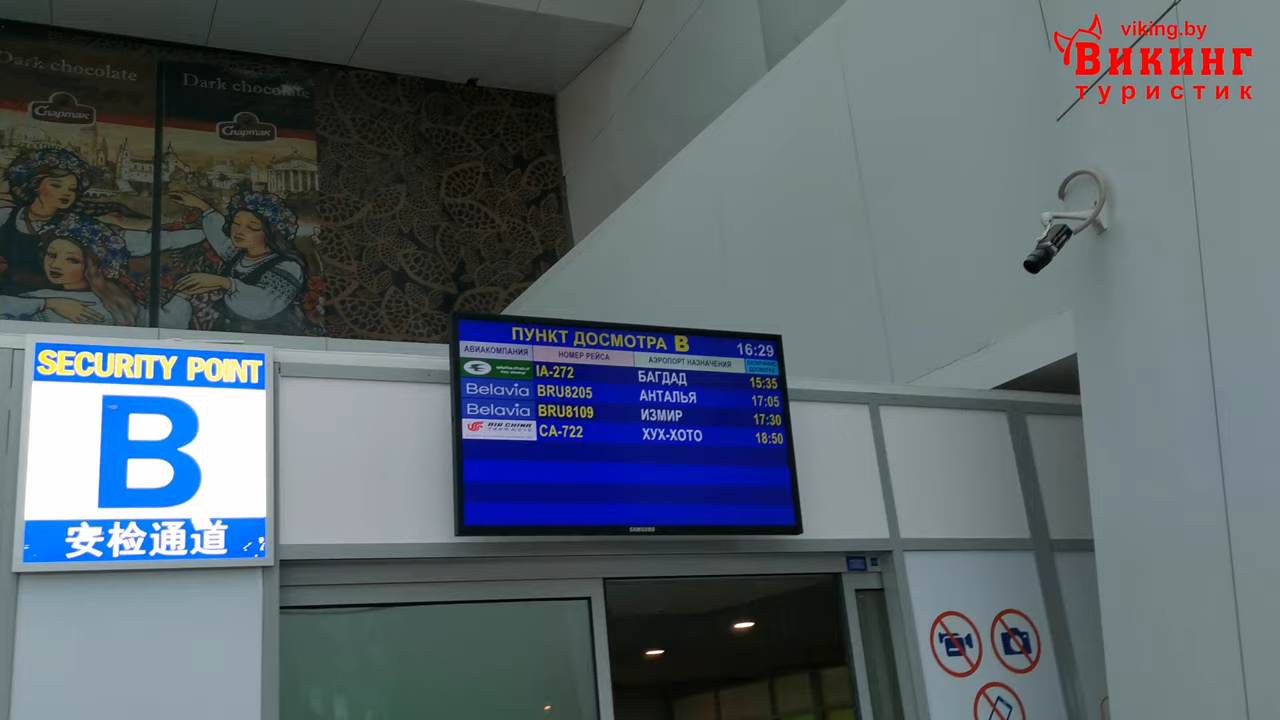 viking.by
Викинг
туристик
Dark chocolate
Спартак
Dark chocolate
Спартак
SECURITY POINT
B
安检通道
ПУНКТ ДОСМОТРА В 16:29
АВИАКОМПАНИЯ НОМЕР РЕЙСА АЭРОПОРТ НАЗНАЧЕНИЯ
IA-272 БАГДАД 15:35
Belavia BRU8205 АНТАЛЬЯ 17:05
Belavia BRU8109 ИЗМИР 17:30
AIR CHINA CA-722 ХУХ-ХОТО 18:50
SAMSUNG